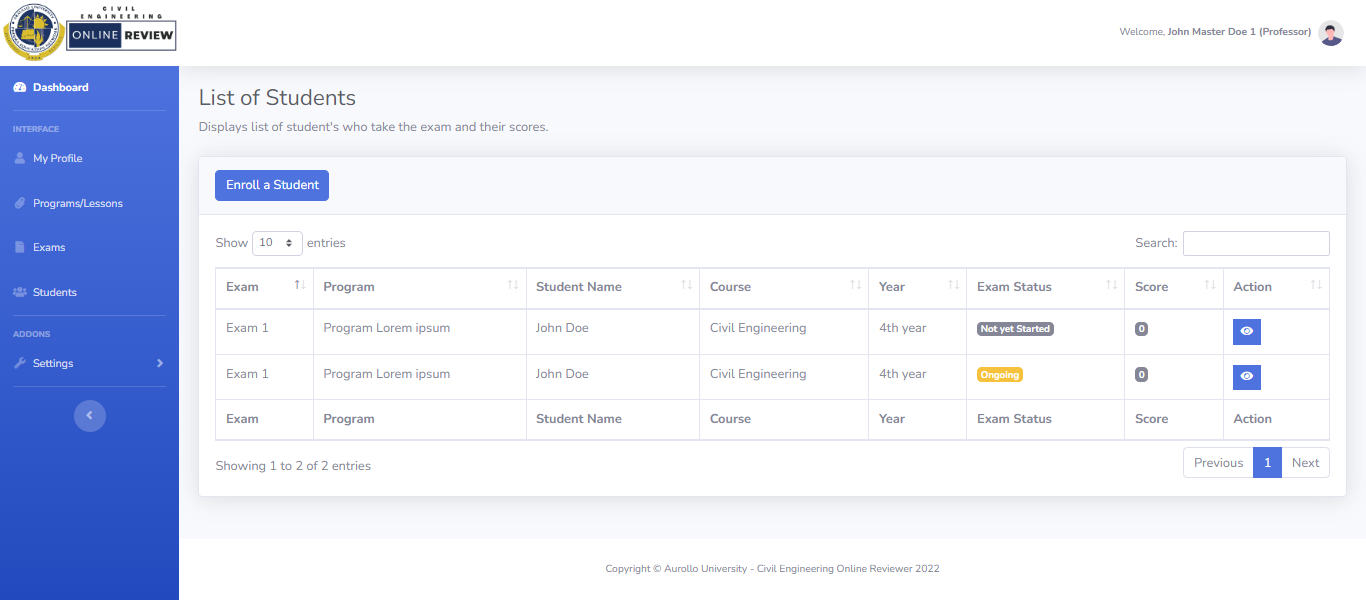 CIVIL
ENGINEERING
ONLINE REVIEW
Welcome, John Master Doe 1 (Professor)
Dashboard
INTERFACE
My Profile
Programs/Lessons
Exams
Students
ADDONS
Settings
List of Students
Displays list of student's who take the exam and their scores.
Enroll a Student
Show 10 entries
Search:
Exam Program Student Name Course Year Exam Status Score Action
Exam 1 Program Lorem ipsum John Doe Civil Engineering 4th year Not yet Started 0
Exam 1 Program Lorem ipsum John Doe Civil Engineering 4th year Ongoing 0
Exam Program Student Name Course Year Exam Status Score Action
Showing 1 to 2 of 2 entries
Previous 1 Next
Copyright © Aurollo University - Civil Engineering Online Reviewer 2022